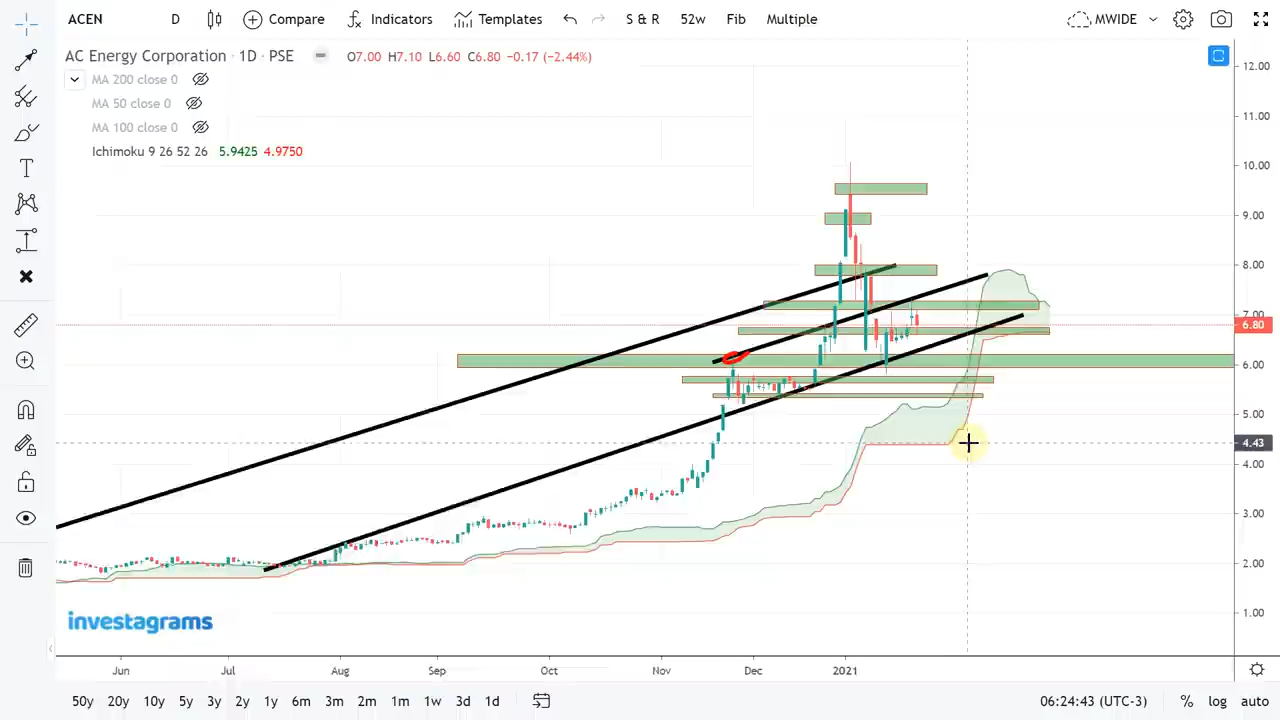 ACEN D Compare Indicators Templates S & R 52w Fib Multiple MWIDE
AC Energy Corporation · 1D · PSE O7.00 H7.10 L6.60 C6.80 −0.17 (−2.44%)
MA 200 close 0
MA 50 close 0
MA 100 close 0
Ichimoku 9 26 52 26 5.9425 4.9750
12.00
11.00
10.00
9.00
8.00
7.00
6.80
6.00
5.00
4.43
4.00
3.00
2.00
1.00
investagrams
Jun Jul Aug Sep Oct Nov Dec 2021
50y 20y 10y 5y 3y 2y 1y 6m 3m 2m 1m 1w 3d 1d 06:24:43 (UTC-3) % log auto